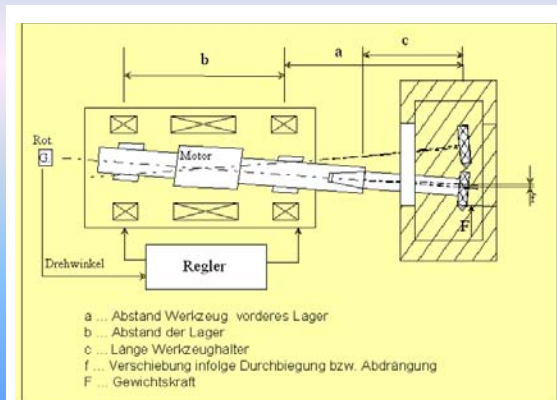 c
a
b
Rot.
G.
Motor
F
Drehwinkel
Regler
a ... Abstand Werkzeug vorderes Lager
b ... Abstand der Lager
c ... Länge Werkzeughalter
f ... Verschiebung infolge Durchbiegung bzw. Abdrängung
F ... Gewichtskraft